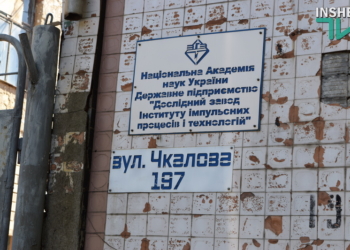 INSHE
Національна Академія
наук України
Державне підприємство
"Дослідний завод
Інституту імпульсних
процесів і технологій"
вул. Чкалова
197